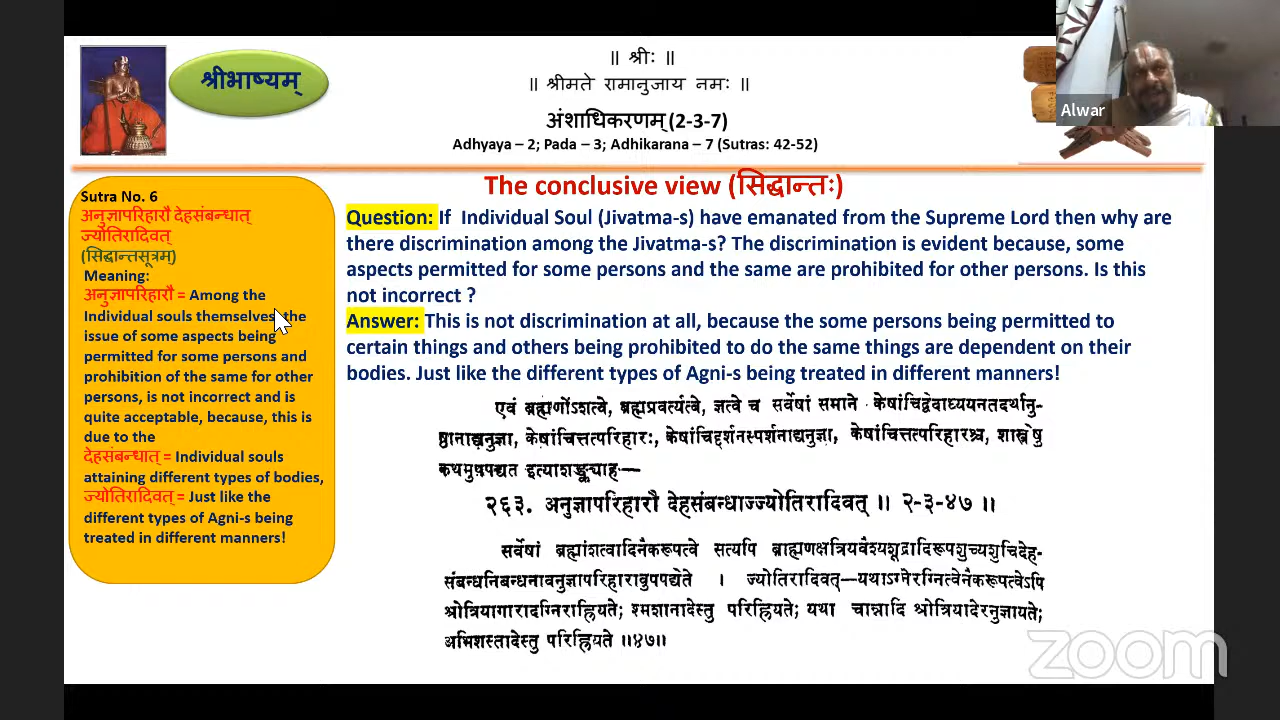 ॥ श्रीः ॥
॥ श्रीमते रामानुजाय नमः ॥
अंशाधिकरणम् (2-3-7)
Adhyaya – 2; Pada – 3; Adhikarana – 7 (Sutras: 42-52)
श्रीभाष्यम्
Alwar
Sutra No. 6
अनुज्ञापरिहारौ देहसंबन्धात्
ज्योतिरादिवत्
(सिद्धान्तसूत्रम्)
Meaning:
अनुज्ञापरिहारौ = Among the
Individual souls themselves, the
issue of some aspects being
permitted for some persons and
prohibition of the same for other
persons, is not incorrect and is
quite acceptable, because, this is
due to the
देहसंबन्धात् = Individual souls
attaining different types of bodies,
ज्योतिरादिवत् = Just like the
different types of Agni-s being
treated in different manners!
The conclusive view (सिद्धान्तः)
Question: If Individual Soul (Jivatma-s) have emanated from the Supreme Lord then why are
there discrimination among the Jivatma-s? The discrimination is evident because, some
aspects permitted for some persons and the same are prohibited for other persons. Is this
not incorrect ?
Answer: This is not discrimination at all, because the some persons being permitted to
certain things and others being prohibited to do the same things are dependent on their
bodies. Just like the different types of Agni-s being treated in different manners!
एवं ब्रह्मणोंऽशत्वे, ब्रह्मप्रवर्त्यत्वे, ज्ञत्वे च सर्वेषां समाने केषांचिद्वेदाध्ययनतदर्थानु-
ष्ठानाद्यनुज्ञा, केषांचित्तत्परिहारः, केषांचिद्दर्शनस्पर्शनाद्यनुज्ञा, केषांचित्तत्परिहारश्च, शास्त्रेषु
कथमुपपद्यत इत्याशङ्क्याह—
२६३. अनुज्ञापरिहारौ देहसंबन्धाज्ज्योतिरादिवत् ॥ २-३-४७ ॥
सर्वेषां ब्रह्मांशत्वादिनैकरूपत्वे सत्यपि ब्राह्मणक्षत्रियवैश्यशूद्रादिरूपशुच्यशुचिदेह-
संबन्धनिबन्धनावनुज्ञापरिहारावुपपद्येते । ज्योतिरादिवत्—यथाऽग्नेरग्नित्वेनैकरूपत्वेऽपि
श्रोत्रियागारादग्निराह्रियते; श्मशानादेस्तु परिह्रियते; यथा चान्नादि श्रोत्रियादेरनुज्ञायते;
अभिशस्तादेस्तु परिह्रियते ॥४७॥
zoom